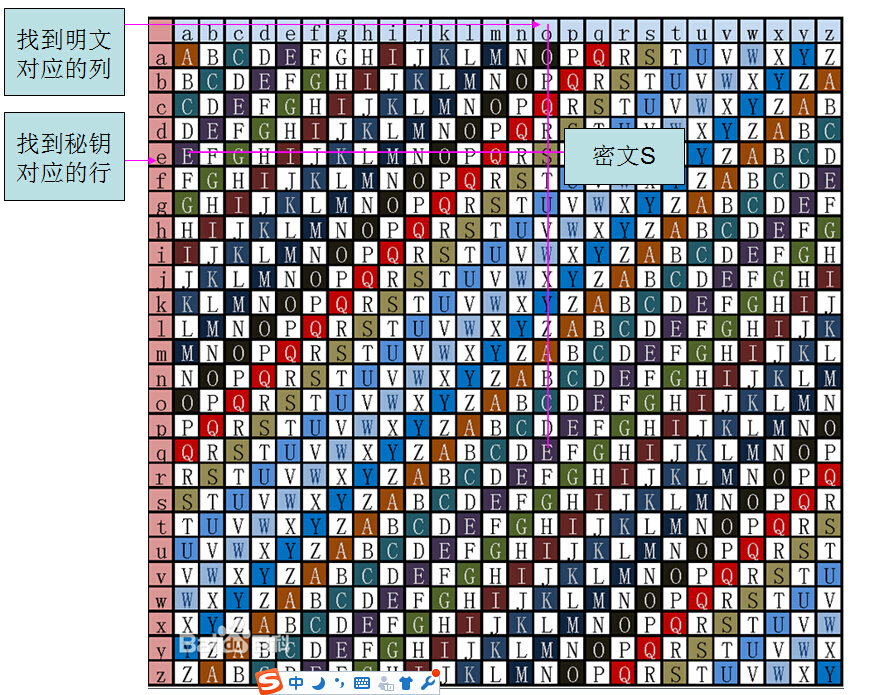 找到明文
对应的列
找到秘钥
对应的行
密文S
a b c d e f g h i j k l m n o p q r s t u v w x y z
a A B C D E F G H I J K L M N O P Q R S T U V W X Y Z
b B C D E F G H I J K L M N O P Q R S T U V W X Y Z A
c C D E F G H I J K L M N O P Q R S T U V W X Y Z A B
d D E F G H I J K L M N O P Q R S T U V W X Y Z A B C
e E F G H I J K L M N O P Q R S Y Z A B C D
f F G H I J K L M N O P Q R S T U V W X Y Z A B C D E
g G H I J K L M N O P Q R S T U V W X Y Z A B C D E F
h H I J K L M N O P Q R S T U V W X Y Z A B C D E F G
i I J K L M N O P Q R S T U V W X Y Z A B C D E F G H
j J K L M N O P Q R S T U V W X Y Z A B C D E F G H I
k K L M N O P Q R S T U V W X Y Z A B C D E F G H I J
l L M N O P Q R S T U V W X Y Z A B C D E F G H I J K
m M N O P Q R S T U V W X Y Z A B C D E F G H I J K L
n N O P Q R S T U V W X Y Z A B C D E F G H I J K L M
o O P Q R S T U V W X Y Z A B C D E F G H I J K L M N
p P Q R S T U V W X Y Z A B C D E F G H I J K L M N O
q Q R S T U V W X Y Z A B C D E F G H I J K L M N O P
r R S T U V W X Y Z A B C D E F G H I J K L M N O P Q
s S T U V W X Y Z A B C D E F G H I J K L M N O P Q R
t T U V W X Y Z A B C D E F G H I J K L M N O P Q R S
u U V W X Y Z A B C D E F G H I J K L M N O P Q R S T
v V W X Y Z A B C D E F G H I J K L M N O P Q R S T U
w W X Y Z A B C D E F G H I J K L M N O P Q R S T U V
x X Y Z A B C D E F G H I J K L M N O P Q R S T U V W
y Y Z A B C D E F G H I J K L M N O P Q R S T U V W X
z Z A B C J K L M N O P Q R S T U V W X Y
Baidu百科
S 中